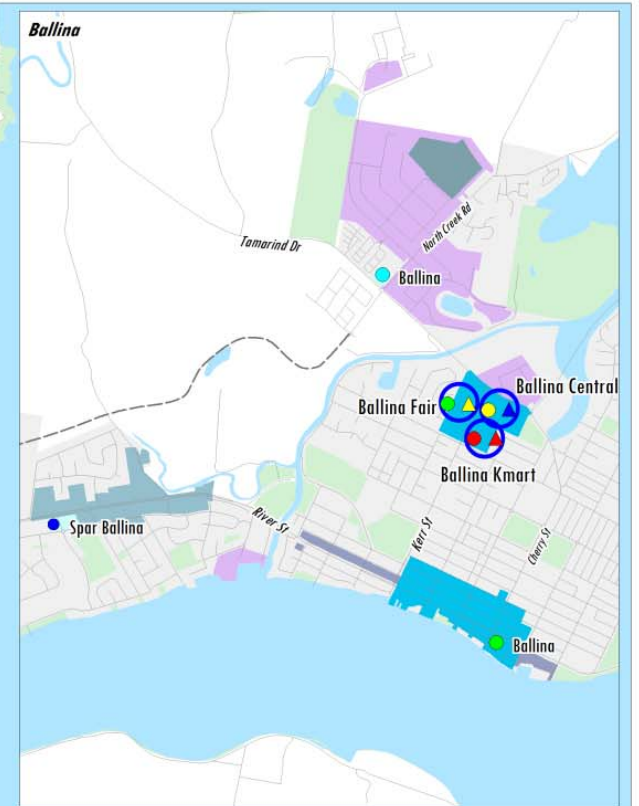 Ballina
North Creek Rd
Tamarind Dr
Ballina
Ballina Central
Ballina Fair
Ballina Kmart
Spar Ballina
River St
Kerr St
Cherry St
Ballina